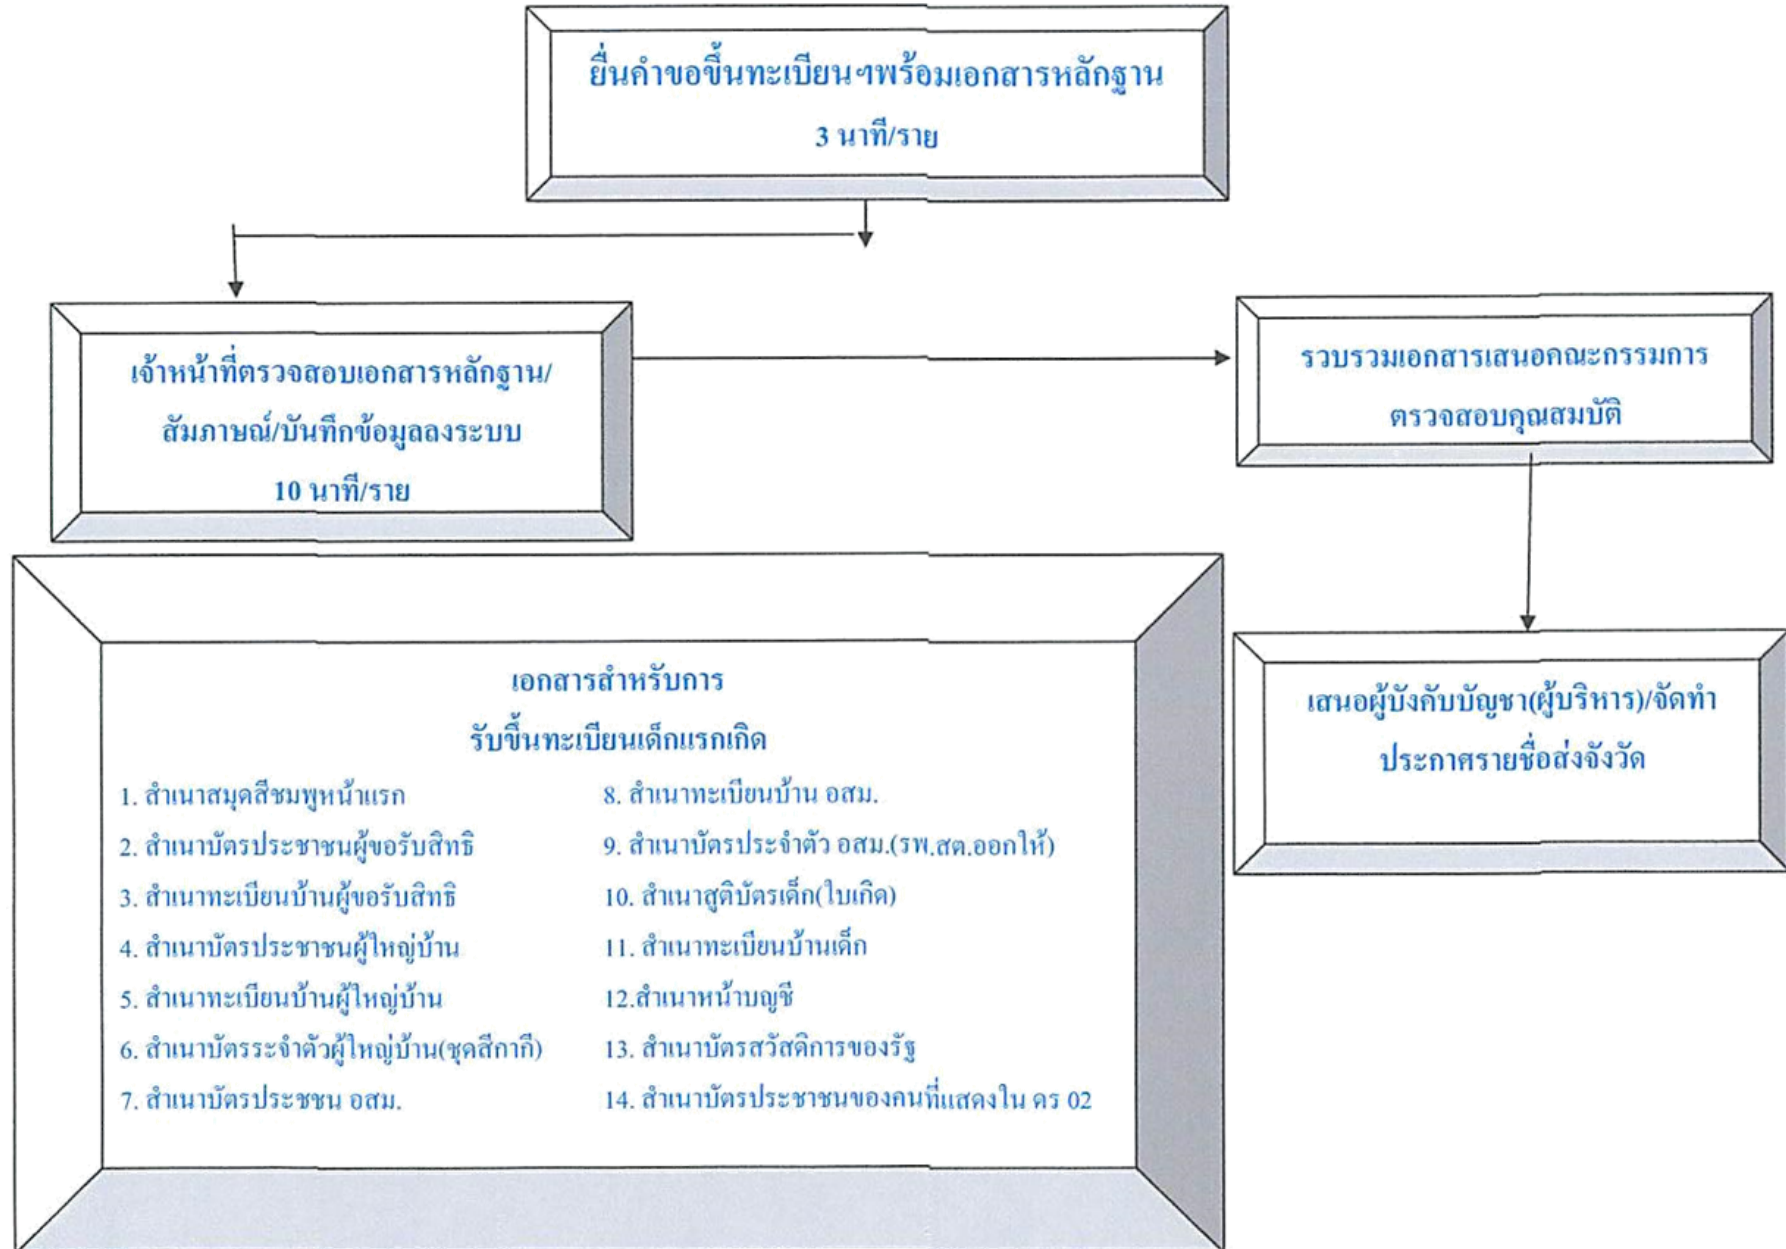 ยื่นคำขอขึ้นทะเบียนฯพร้อมเอกสารหลักฐาน
3 นาที/ราย
เจ้าหน้าที่ตรวจสอบเอกสารหลักฐาน/
สัมภาษณ์/บันทึกข้อมูลลงระบบ
10 นาที/ราย
รวบรวมเอกสารเสนอคณะกรรมการ
ตรวจสอบคุณสมบัติ
เสนอผู้บังคับบัญชา(ผู้บริหาร)/จัดทำ
ประกาศรายชื่อส่งจังวัด
เอกสารสำหรับการ
รับขึ้นทะเบียนเด็กแรกเกิด
1. สำเนาสมุดสีชมพูหน้าแรก
2. สำเนาบัตรประชาชนผู้ขอรับสิทธิ
3. สำเนาทะเบียนบ้านผู้ขอรับสิทธิ
4. สำเนาบัตรประชาชนผู้ใหญ่บ้าน
5. สำเนาทะเบียนบ้านผู้ใหญ่บ้าน
6. สำเนาบัตรระจำตัวผู้ใหญ่บ้าน(ชุดสีกากี)
7. สำเนาบัตรประชชน อสม.
8. สำเนาทะเบียนบ้าน อสม.
9. สำเนาบัตรประจำตัว อสม.(รพ.สต.ออกให้)
10. สำเนาสูติบัตรเด็ก(ใบเกิด)
11. สำเนาทะเบียนบ้านเด็ก
12.สำเนาหน้าบญชี
13. สำเนาบัตรสวัสดิการของรัฐ
14. สำเนาบัตรประชาชนของคนที่แสดงใน ดร 02